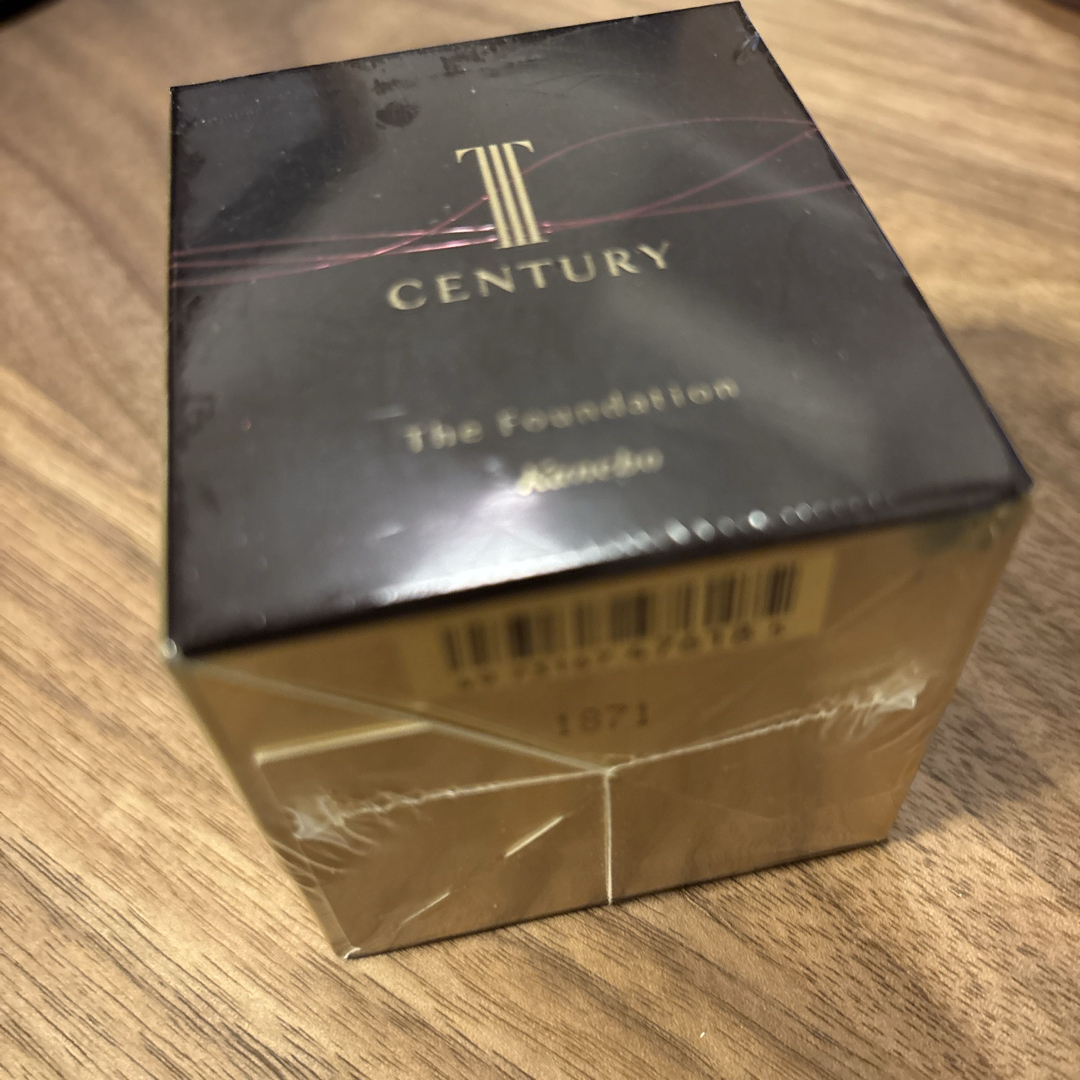 T
CENTURY
The Foundation
Kanebo
1871